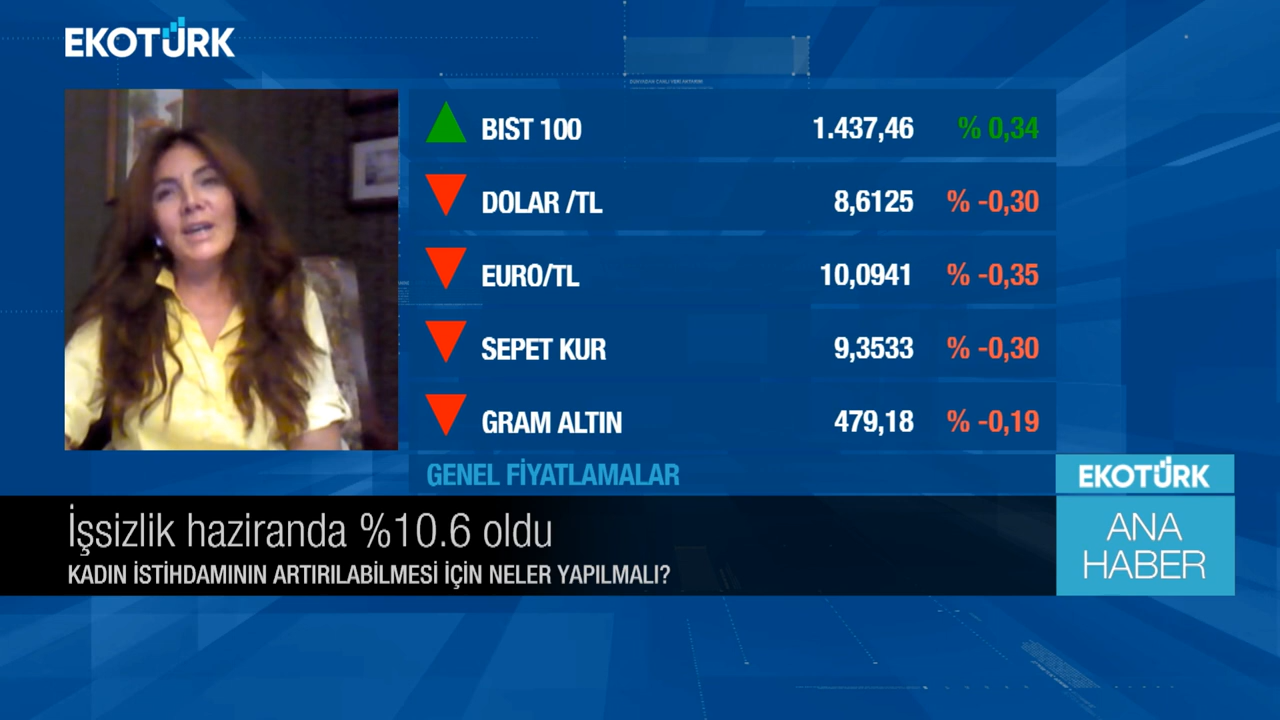 EKOTÜRK
BIST 100 1.437,46 % 0,34
DOLAR /TL 8,6125 % -0,30
EURO/TL 10,0941 % -0,35
SEPET KUR 9,3533 % -0,30
GRAM ALTIN 479,18 % -0,19
GENEL FİYATLAMALAR
EKOTÜRK
İşsizlik haziranda %10.6 oldu
KADIN İSTİHDAMININ ARTIRILABİLMESİ İÇİN NELER YAPILMALI?
ANA
HABER